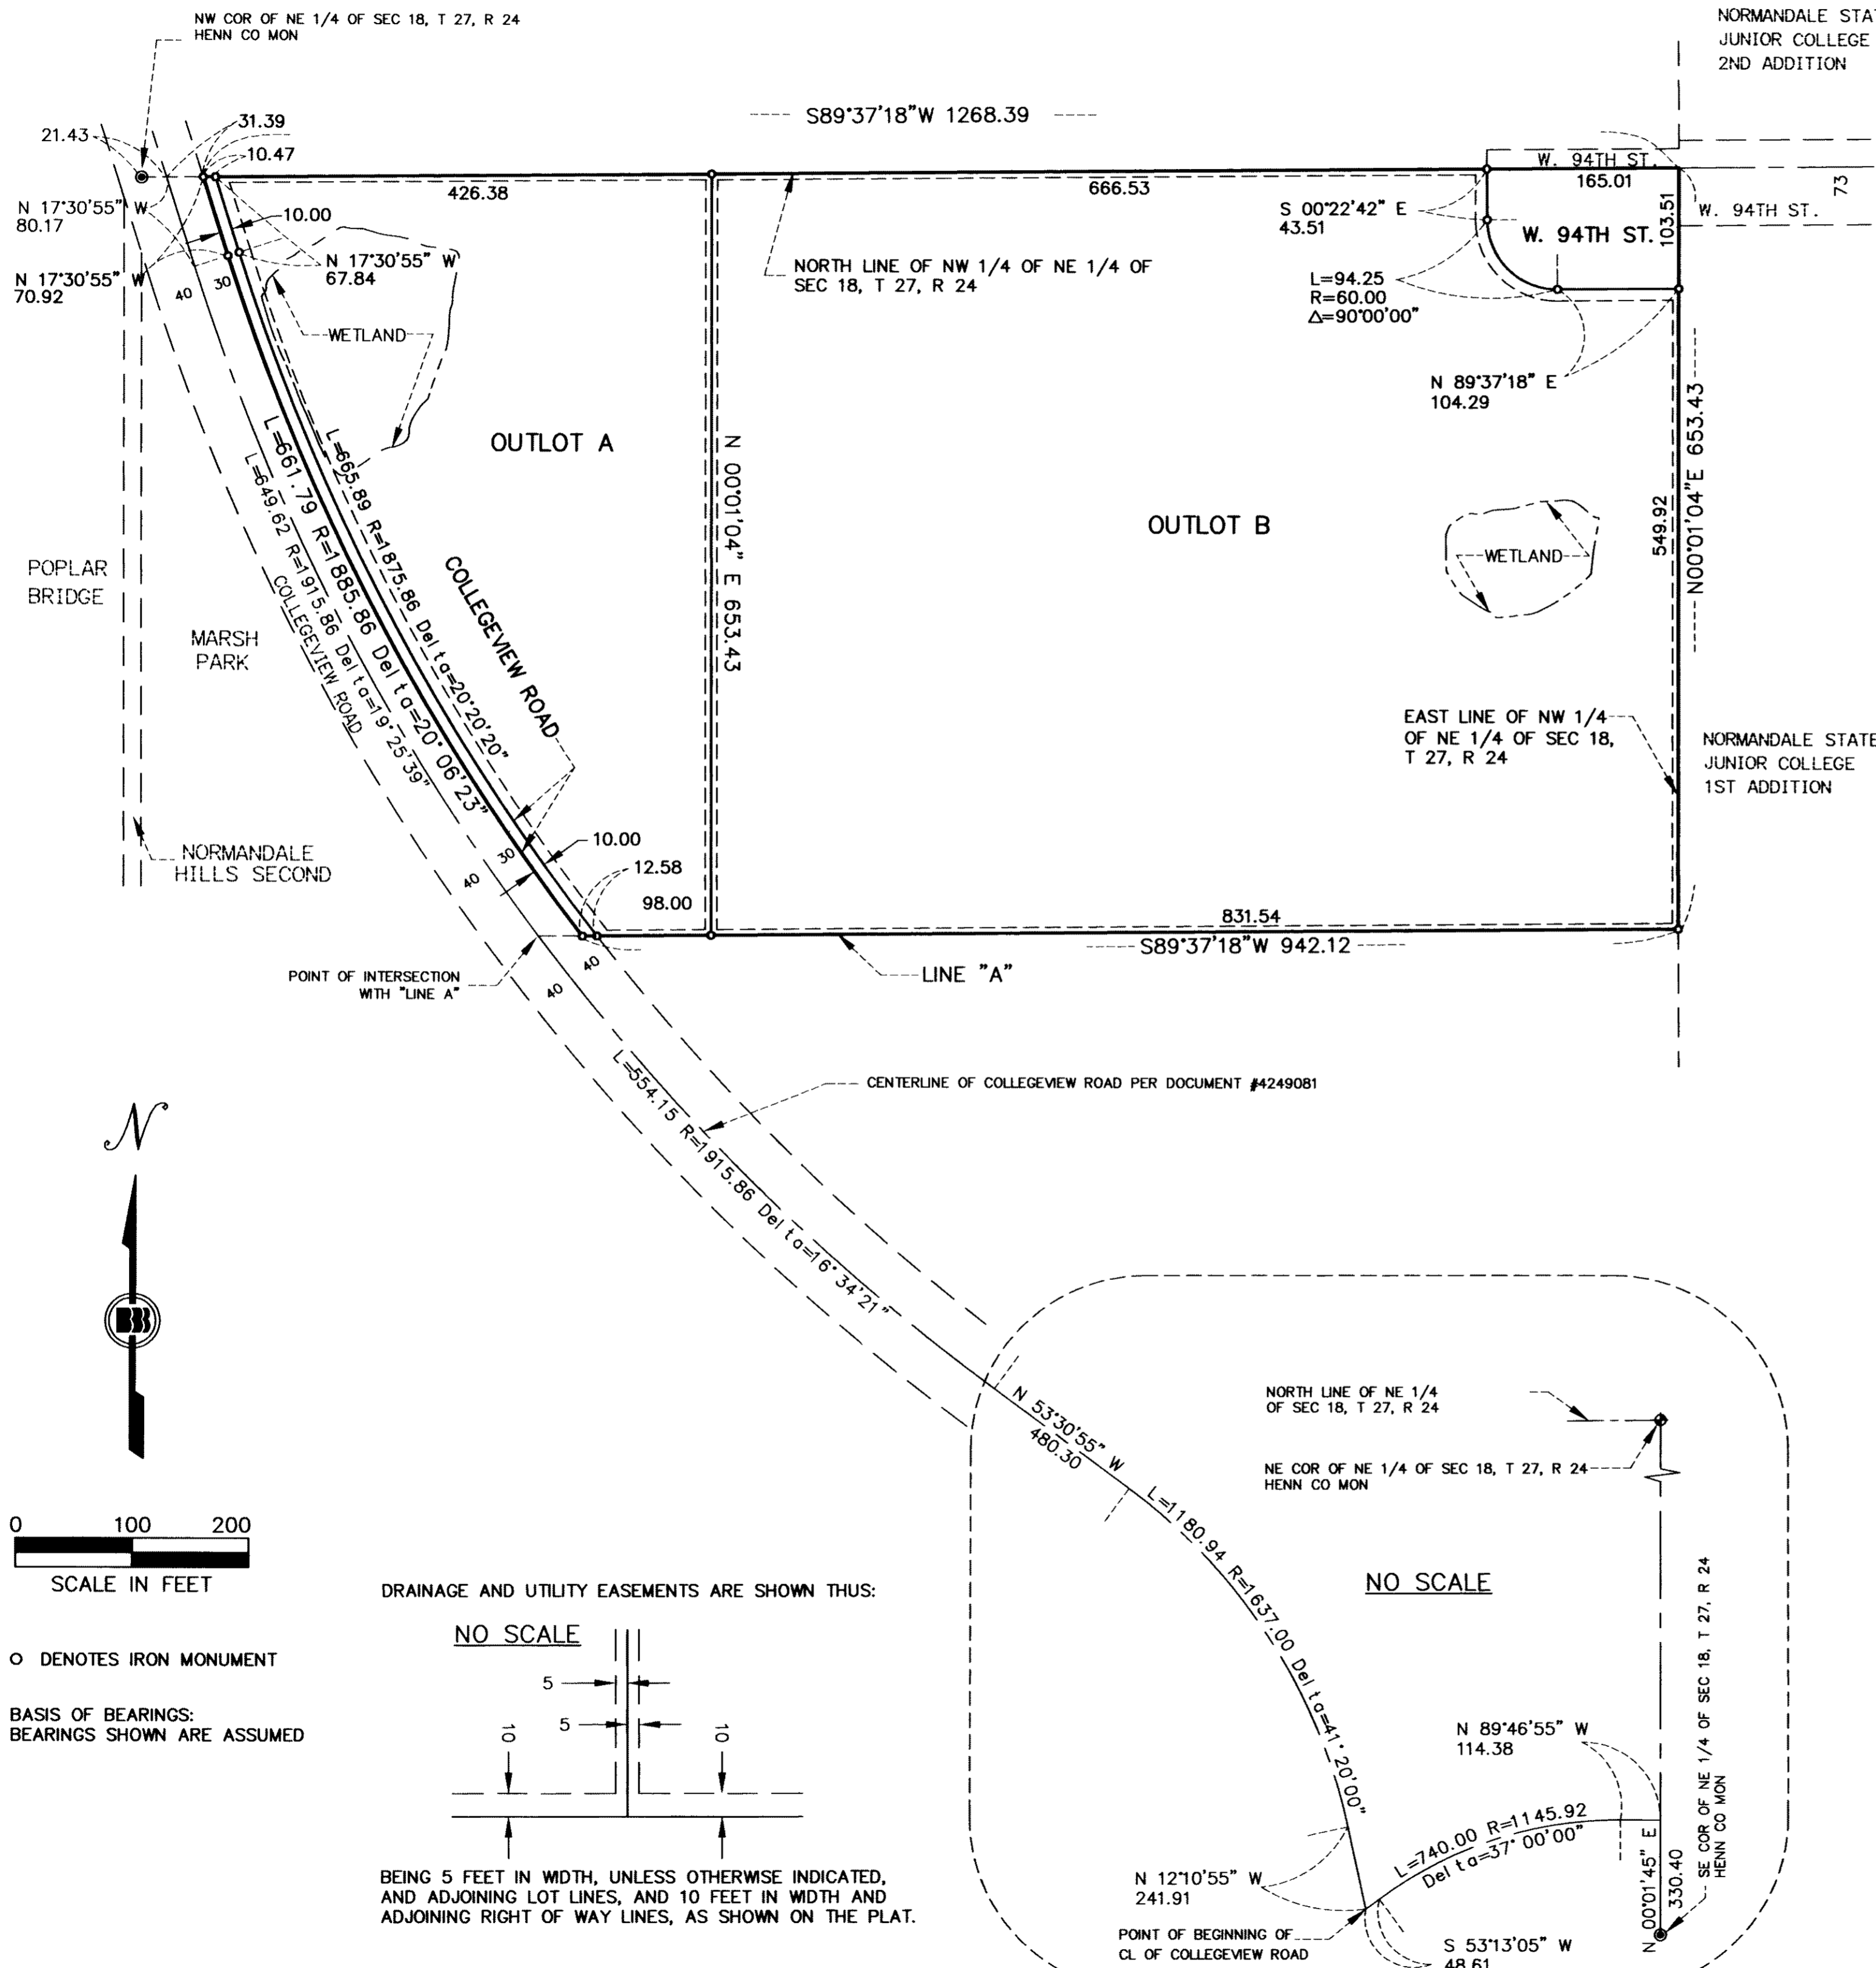 NW COR OF NE 1/4 OF SEC 18, T 27, R 24
HENN CO MON
NORMANDALE STA
JUNIOR COLLEGE
2ND ADDITION
S89°37'18"W 1268.39
21.43
31.39
10.47
426.38
666.53
W. 94TH ST.
165.01
73
N 17°30'55" W
80.17
10.00
S 00°22'42" E
43.51
W. 94TH ST.
103.51
W. 94TH ST.
N 17°30'55" W
70.92
40
30
N 17°30'55" W
67.84
NORTH LINE OF NW 1/4 OF NE 1/4 OF
SEC 18, T 27, R 24
L=94.25
R=60.00
Δ=90°00'00"
WETLAND
N 89°37'18" E
104.29
OUTLOT A
N 00°01'04" E 653.43
OUTLOT B
WETLAND
549.92
N00°01'04"E 653.43
L=665.89 R=1875.86 Delta=20°20'20"
L=661.79 R=1885.86 Delta=20°06'23"
L=649.62 R=1915.86 Delta=19°25'39"
COLLEGEVIEW ROAD
COLLEGEVIEW ROAD
POPLAR
BRIDGE
MARSH
PARK
EAST LINE OF NW 1/4
OF NE 1/4 OF SEC 18,
T 27, R 24
NORMANDALE STATE
JUNIOR COLLEGE
1ST ADDITION
NORMANDALE
HILLS SECOND
30
40
10.00
12.58
98.00
831.54
S89°37'18"W 942.12
LINE "A"
POINT OF INTERSECTION
WITH "LINE A"
40
40
CENTERLINE OF COLLEGEVIEW ROAD PER DOCUMENT #4249081
L=554.15 R=1915.86 Delta=16°34'21"
N
0 100 200
SCALE IN FEET
O DENOTES IRON MONUMENT
BASIS OF BEARINGS:
BEARINGS SHOWN ARE ASSUMED
DRAINAGE AND UTILITY EASEMENTS ARE SHOWN THUS:
NO SCALE
5
5
10
10
BEING 5 FEET IN WIDTH, UNLESS OTHERWISE INDICATED,
AND ADJOINING LOT LINES, AND 10 FEET IN WIDTH AND
ADJOINING RIGHT OF WAY LINES, AS SHOWN ON THE PLAT.
N 53°30'55" W
480.30
NORTH LINE OF NE 1/4
OF SEC 18, T 27, R 24
NE COR OF NE 1/4 OF SEC 18, T 27, R 24
HENN CO MON
L=1180.94 R=1637.00 Delta=41°20'00"
NO SCALE
N 89°46'55" W
114.38
L=740.00 R=1145.92
Delta=37°00'00"
N 00°01'45" E
330.40
SE COR OF NE 1/4 OF SEC 18, T 27, R 24
HENN CO MON
N 12°10'55" W
241.91
POINT OF BEGINNING OF
CL OF COLLEGEVIEW ROAD
S 53°13'05" W
48.61